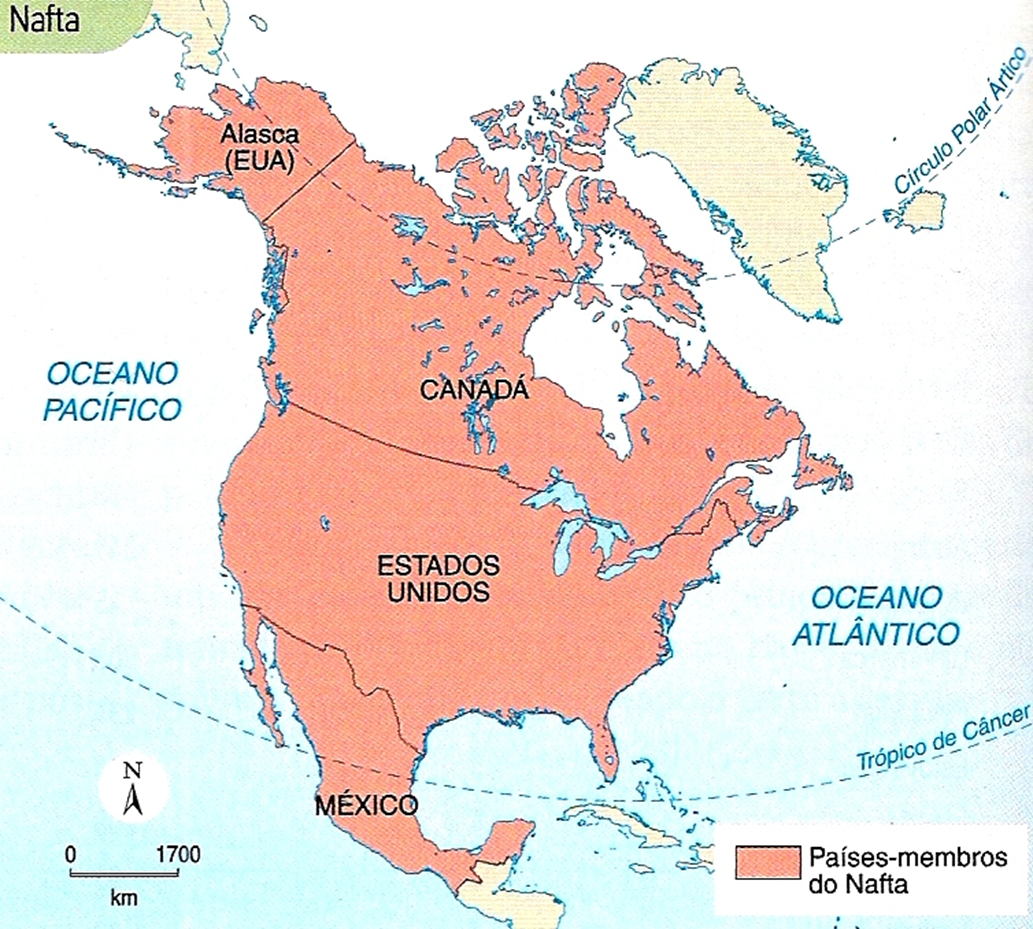 Nafta
Alasca
(EUA)
Círculo Polar Ártico
OCEANO
PACÍFICO
CANADÁ
ESTADOS
UNIDOS
OCEANO
ATLÂNTICO
Trópico de Câncer
N
MÉXICO
0 1700
km
Países-membros
do Nafta